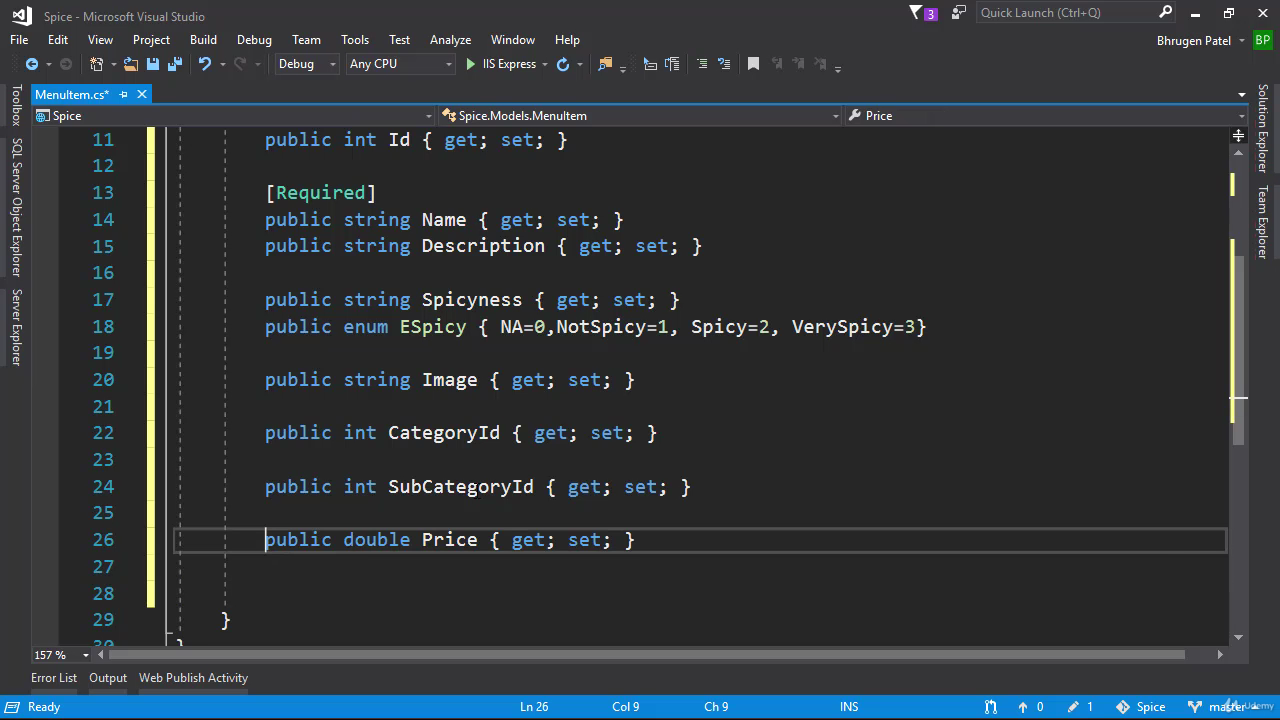 Spice - Microsoft Visual Studio
3
Quick Launch (Ctrl+Q)
File Edit View Project Build Debug Team Tools Test Analyze Window Help
Bhrugen Patel BP
Debug Any CPU IIS Express
MenuItem.cs*
Spice Spice.Models.MenuItem Price
Toolbox
SQL Server Object Explorer
Server Explorer
Solution Explorer
Team Explorer
11 public int Id { get; set; }
12
13 [Required]
14 public string Name { get; set; }
15 public string Description { get; set; }
16
17 public string Spicyness { get; set; }
18 public enum ESpicy { NA=0,NotSpicy=1, Spicy=2, VerySpicy=3}
19
20 public string Image { get; set; }
21
22 public int CategoryId { get; set; }
23
24 public int SubCategoryId { get; set; }
25
26 public double Price { get; set; }
27
28
29 }
30 }
157 %
Error List Output Web Publish Activity
Ready Ln 26 Col 9 Ch 9 INS 0 1 Spice master
Udemy